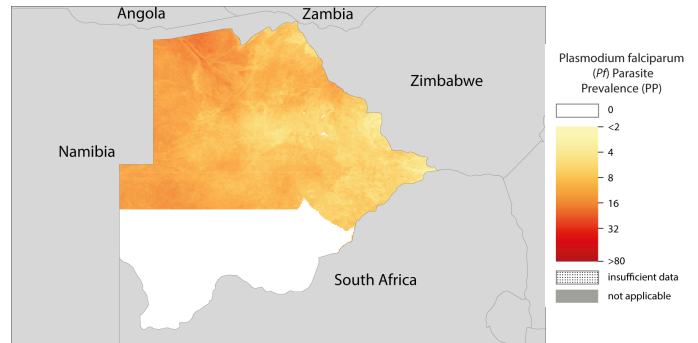 Angola
Zambia
Zimbabwe
Namibia
South Africa
Plasmodium falciparum
(Pf) Parasite
Prevalence (PP)
0
<2
4
8
16
32
>80
insufficient data
not applicable